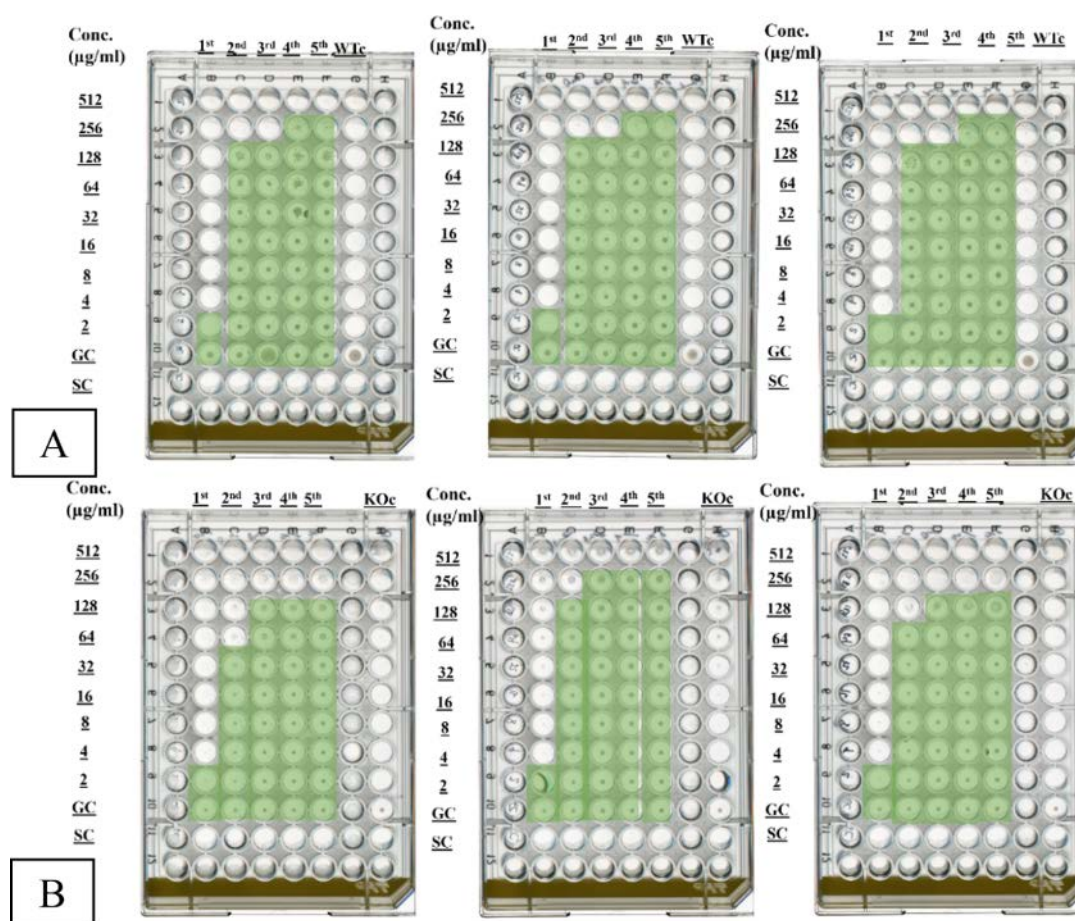 Conc.
(µg/ml)
1st 2nd 3rd 4th 5th WTc
512
256
128
64
32
16
8
4
2
GC
SC
Conc.
(µg/ml)
1st 2nd 3rd 4th 5th WTc
512
256
128
64
32
16
8
4
2
GC
SC
Conc.
(µg/ml)
1st 2nd 3rd 4th 5th WTc
512
256
128
64
32
16
8
4
2
GC
SC
A
Conc.
(µg/ml)
1st 2nd 3rd 4th 5th KOc
512
256
128
64
32
16
8
4
2
GC
SC
Conc.
(µg/ml)
1st 2nd 3rd 4th 5th KOc
512
256
128
64
32
16
8
4
2
GC
SC
Conc.
(µg/ml)
1st 2nd 3rd 4th 5th KOc
512
256
128
64
32
16
8
4
2
GC
SC
B